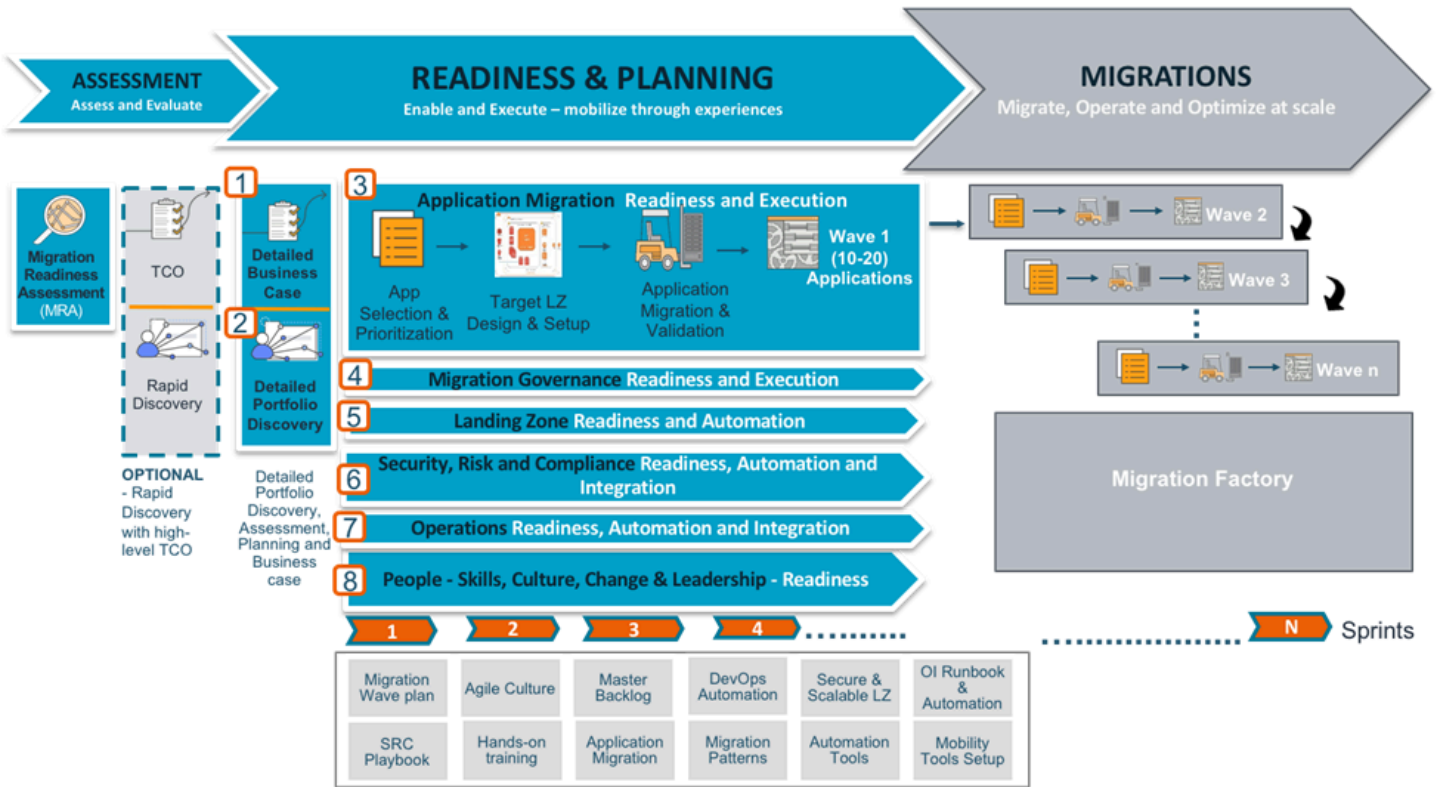 ASSESSMENT
Assess and Evaluate
READINESS & PLANNING
Enable and Execute – mobilize through experiences
MIGRATIONS
Migrate, Operate and Optimize at scale
Migration
Readiness
Assessment
(MRA)
TCO
Rapid
Discovery
OPTIONAL
- Rapid
Discovery
with high-
level TCO
1
Detailed
Business
Case
2
Detailed
Portfolio
Discovery
Detailed
Portfolio
Discovery,
Assessment,
Planning and
Business
case
3
Application Migration Readiness and Execution
App
Selection &
Prioritization
Target LZ
Design & Setup
Application
Migration &
Validation
Wave 1
(10-20)
Applications
4
Migration Governance Readiness and Execution
5
Landing Zone Readiness and Automation
6
Security, Risk and Compliance Readiness, Automation and
Integration
7
Operations Readiness, Automation and Integration
8
People - Skills, Culture, Change & Leadership - Readiness
Wave 2
Wave 3
Wave n
Migration Factory
1
2
3
4
N
Sprints
Migration
Wave plan
Agile Culture
Master
Backlog
DevOps
Automation
Secure &
Scalable LZ
OI Runbook
&
Automation
SRC
Playbook
Hands-on
training
Application
Migration
Migration
Patterns
Automation
Tools
Mobility
Tools Setup